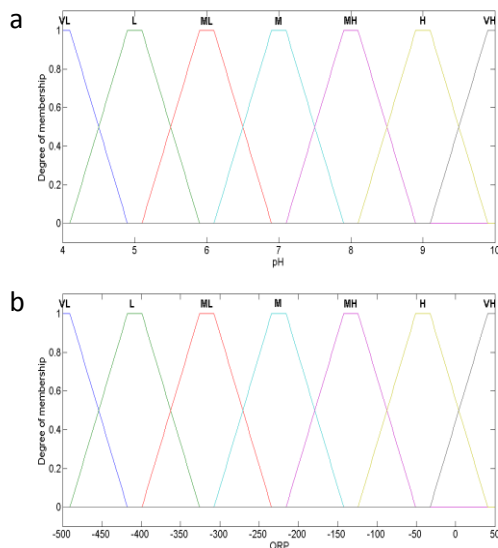 a
VL L ML M MH H VH
1
0.8
0.6
0.4
0.2
0
Degree of membership
4 5 6 7 8 9 10
pH
b
VL L ML M MH H VH
1
0.8
0.6
0.4
0.2
0
Degree of membership
-500 -450 -400 -350 -300 -250 -200 -150 -100 -50 0 50
ORP